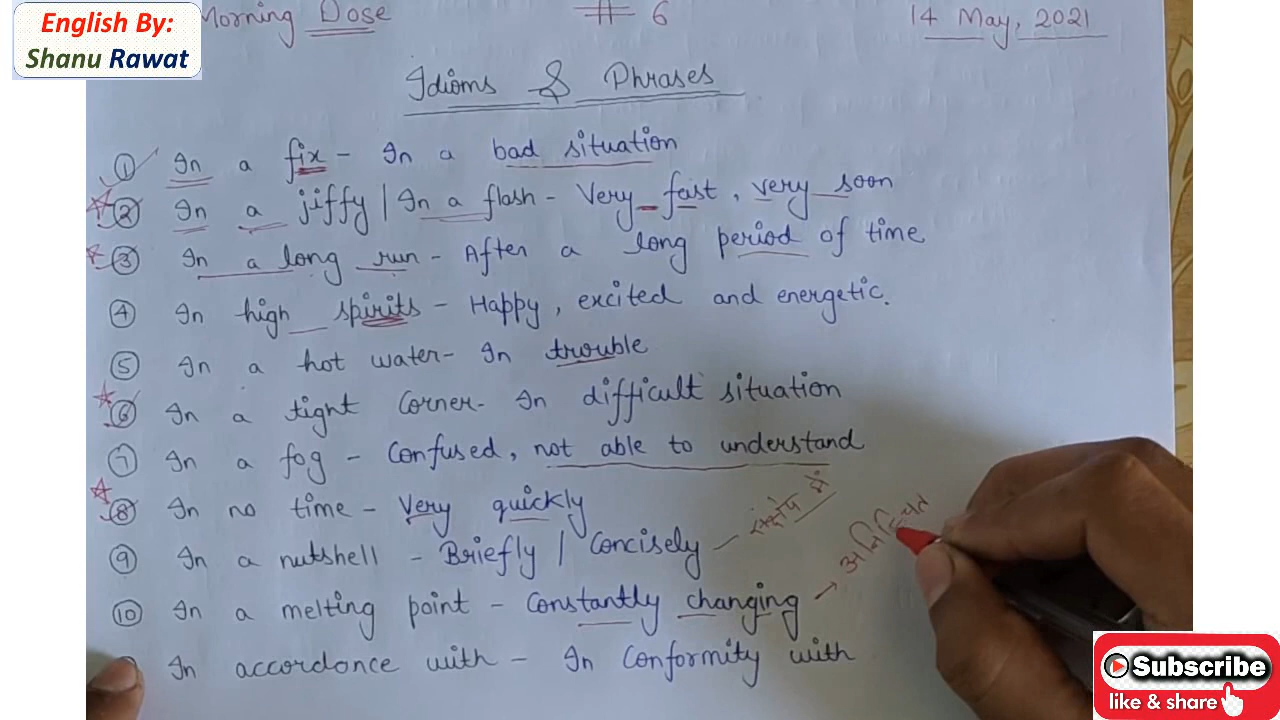 English By:
Shanu Rawat
Morning Dose # 6 14 May, 2021
Idioms & Phrases
① In a fix - In a bad situation
② In a jiffy | In a flash - Very fast, very soon
③ In a long run - After a long period of time
④ In high spirits - Happy, excited and energetic.
⑤ In a hot water - In trouble
⑥ In a tight corner - In difficult situation
⑦ In a fog - Confused, not able to understand
⑧ In no time - Very quickly
⑨ In a nutshell - Briefly | Concisely — संक्षेप में
⑩ In a melting point - Constantly changing → अनिश्चित
In accordance with - In Conformity with
Subscribe
like & share